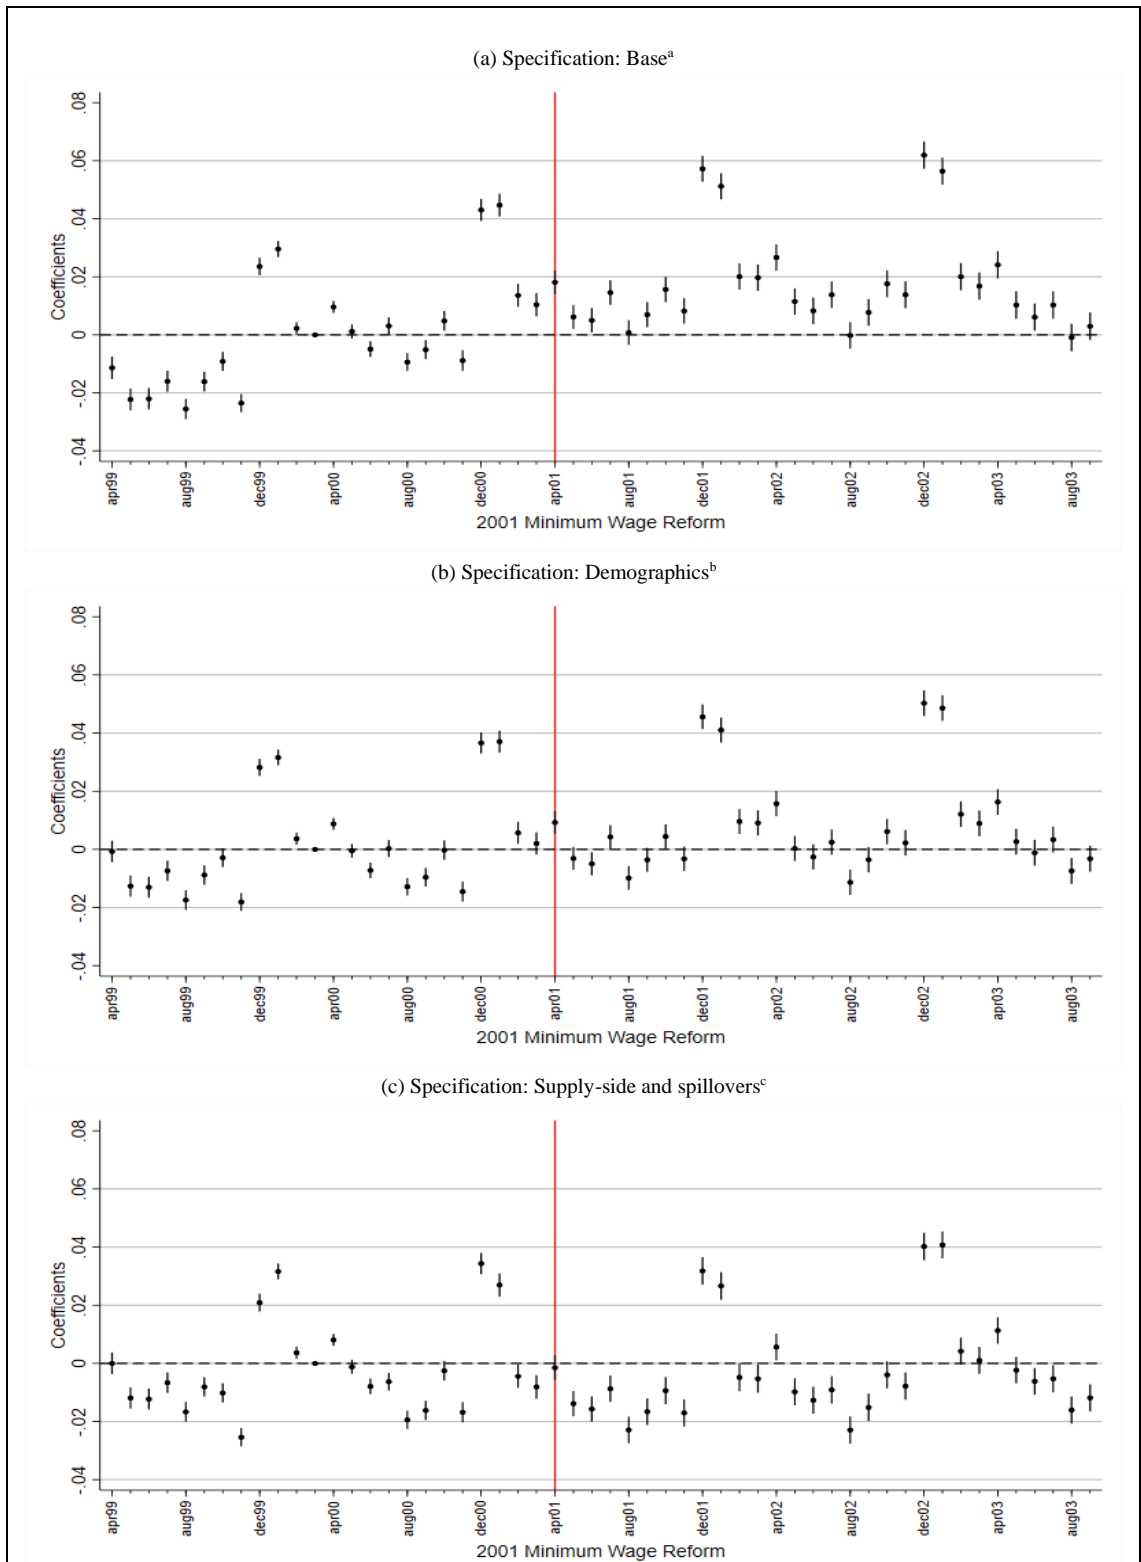 (a) Specification: Baseᵃ
.08
.06
.04
.02
0
-.02
-.04
Coefficients
apr99 aug99 dec99 apr00 aug00 dec00 apr01 aug01 dec01 apr02 aug02 dec02 apr03 aug03
2001 Minimum Wage Reform
(b) Specification: Demographicsᵇ
.08
.06
.04
.02
0
-.02
-.04
Coefficients
apr99 aug99 dec99 apr00 aug00 dec00 apr01 aug01 dec01 apr02 aug02 dec02 apr03 aug03
2001 Minimum Wage Reform
(c) Specification: Supply-side and spilloversᶜ
.08
.06
.04
.02
0
-.02
-.04
Coefficients
apr99 aug99 dec99 apr00 aug00 dec00 apr01 aug01 dec01 apr02 aug02 dec02 apr03 aug03
2001 Minimum Wage Reform